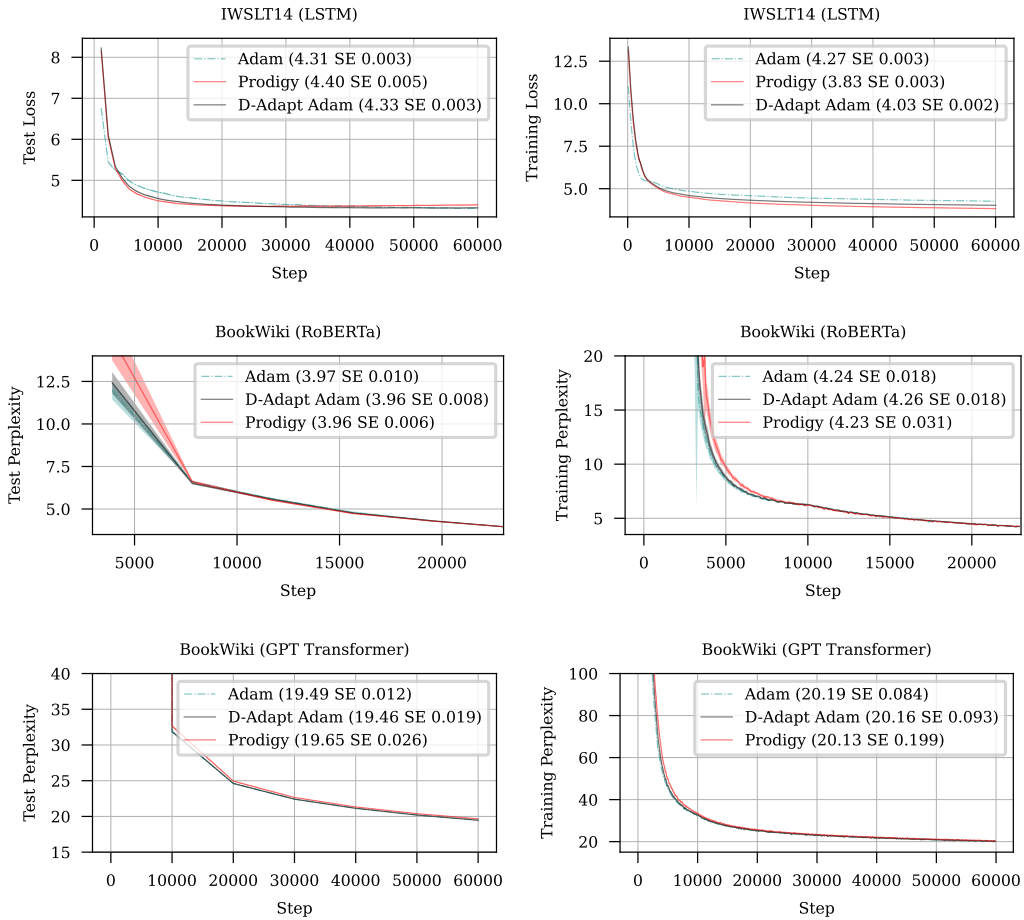 IWSLT14 (LSTM)
8
7
6
5
Test Loss
Adam (4.31 SE 0.003)
Prodigy (4.40 SE 0.005)
D-Adapt Adam (4.33 SE 0.003)
0 10000 20000 30000 40000 50000 60000
Step
IWSLT14 (LSTM)
12.5
10.0
7.5
5.0
Training Loss
Adam (4.27 SE 0.003)
Prodigy (3.83 SE 0.003)
D-Adapt Adam (4.03 SE 0.002)
0 10000 20000 30000 40000 50000 60000
Step
BookWiki (RoBERTa)
12.5
10.0
7.5
5.0
Test Perplexity
Adam (3.97 SE 0.010)
D-Adapt Adam (3.96 SE 0.008)
Prodigy (3.96 SE 0.006)
5000 10000 15000 20000
Step
BookWiki (RoBERTa)
20
15
10
5
Training Perplexity
Adam (4.24 SE 0.018)
D-Adapt Adam (4.26 SE 0.018)
Prodigy (4.23 SE 0.031)
0 5000 10000 15000 20000
Step
BookWiki (GPT Transformer)
40
35
30
25
20
15
Test Perplexity
Adam (19.49 SE 0.012)
D-Adapt Adam (19.46 SE 0.019)
Prodigy (19.65 SE 0.026)
0 10000 20000 30000 40000 50000 60000
Step
BookWiki (GPT Transformer)
100
80
60
40
20
Training Perplexity
Adam (20.19 SE 0.084)
D-Adapt Adam (20.16 SE 0.093)
Prodigy (20.13 SE 0.199)
0 10000 20000 30000 40000 50000 60000
Step